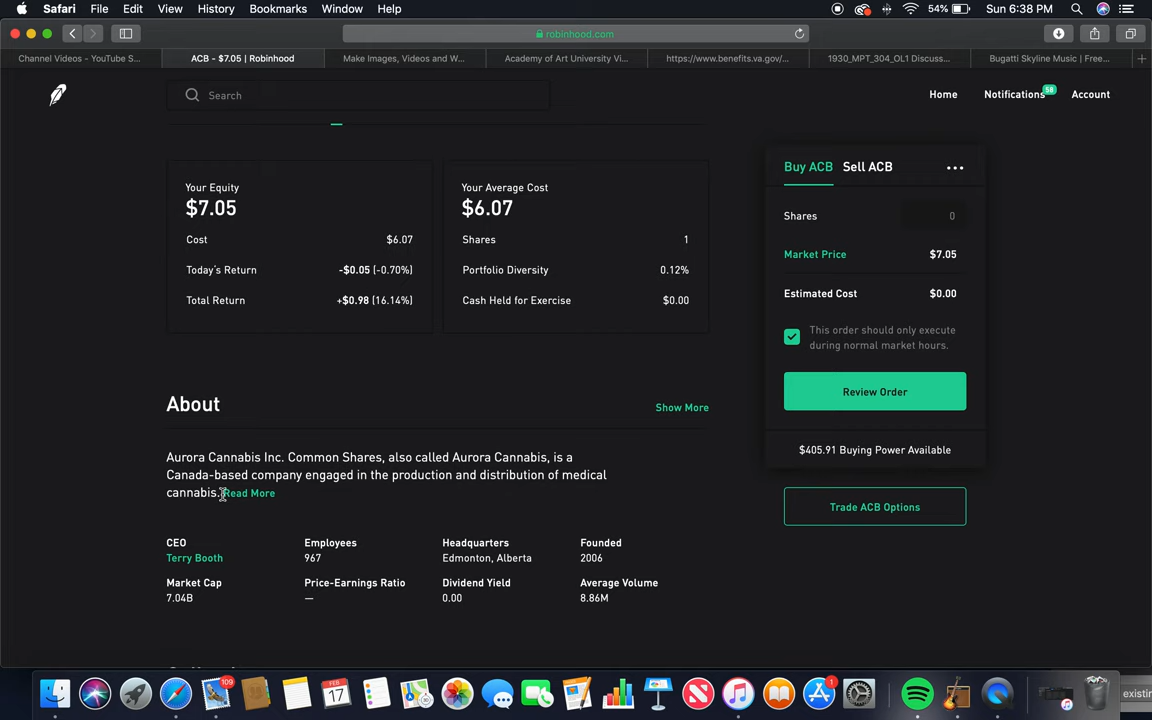 Safari File Edit View History Bookmarks Window Help 54% Sun 6:38 PM
robinhood.com
Channel Videos - YouTube S... ACB - $7.05 | Robinhood Make Images, Videos and W... Academy of Art University Vi... https://www.benefits.va.gov/... 1930_MPT_304_OL1 Discuss... Bugatti Skyline Music | Free...
Search
Home Notifications 58 Account
Your Equity
$7.05
Cost $6.07
Today's Return -$0.05 (-0.70%)
Total Return +$0.98 (16.14%)
Your Average Cost
$6.07
Shares 1
Portfolio Diversity 0.12%
Cash Held for Exercise $0.00
Buy ACB Sell ACB
Shares 0
Market Price $7.05
Estimated Cost $0.00
This order should only execute
during normal market hours.
Review Order
$405.91 Buying Power Available
Trade ACB Options
About Show More
Aurora Cannabis Inc. Common Shares, also called Aurora Cannabis, is a
Canada-based company engaged in the production and distribution of medical
cannabis. Read More
CEO Employees Headquarters Founded
Terry Booth 967 Edmonton, Alberta 2006
Market Cap Price-Earnings Ratio Dividend Yield Average Volume
7.04B — 0.00 8.86M
109 FEB 17 1 existin